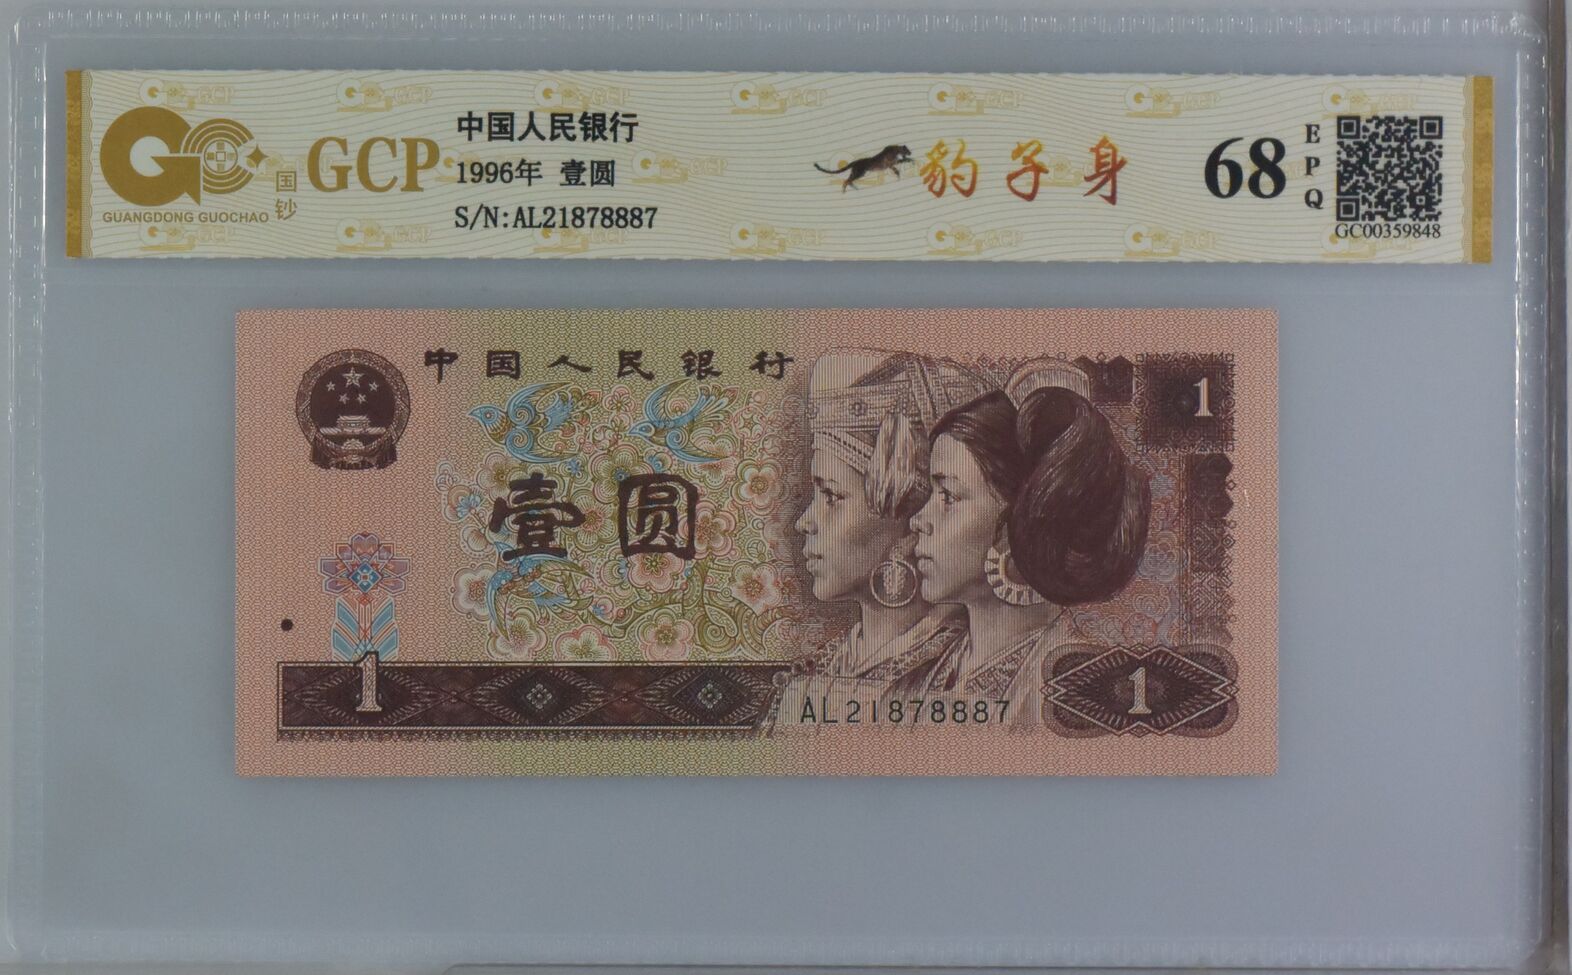 GCP
国钞
GUANGDONG GUOCHAO
中国人民银行
1996年 壹圆
S/N:AL21878887
豹子身
68
EPQ
GC00359848
中国人民银行
1
壹圆
1
AL21878887
1